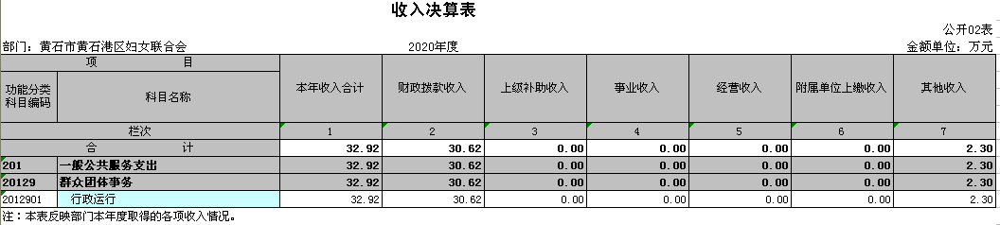 收入决算表
公开02表
部门：黄石市黄石港区妇女联合会 2020年度 金额单位：万元
项 目 本年收入合计 财政拨款收入 上级补助收入 事业收入 经营收入 附属单位上缴收入 其他收入
功能分类科目编码 科目名称
栏次 1 2 3 4 5 6 7
合 计 32.92 30.62 0.00 0.00 0.00 0.00 2.30
201 一般公共服务支出 32.92 30.62 0.00 0.00 0.00 0.00 2.30
20129 群众团体事务 32.92 30.62 0.00 0.00 0.00 0.00 2.30
2012901 行政运行 32.92 30.62 0.00 0.00 0.00 0.00 2.30
注：本表反映部门本年度取得的各项收入情况。